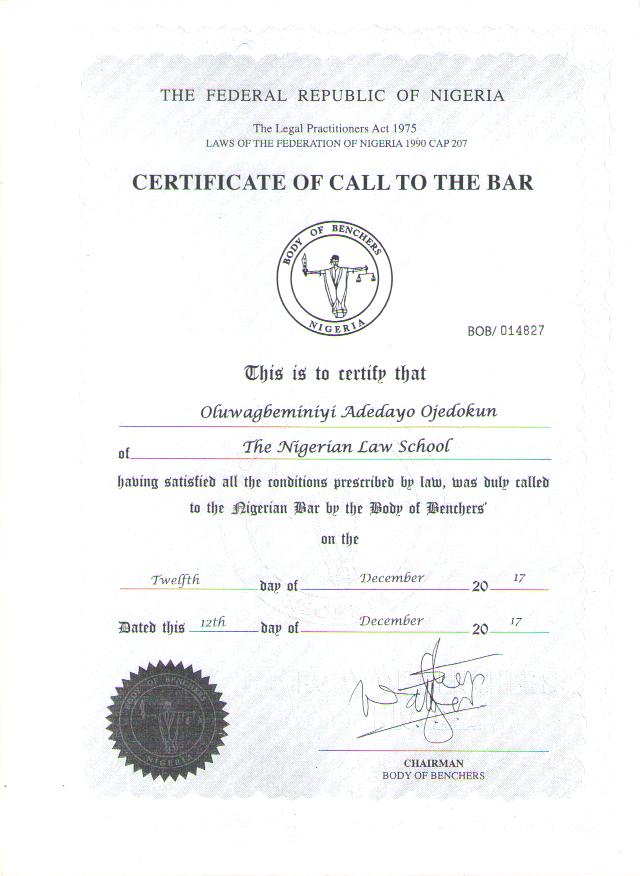 THE FEDERAL REPUBLIC OF NIGERIA
The Legal Practitioners Act 1975
LAWS OF THE FEDERATION OF NIGERIA 1990 CAP 207
CERTIFICATE OF CALL TO THE BAR
BODY OF BENCHERS
NIGERIA
BOB/ 014827
This is to certify that
Oluwagbeminiyi Adedayo Ojedokun
of The Nigerian Law School
having satisfied all the conditions prescribed by law, was duly called
to the Nigerian Bar by the Body of Benchers'
on the
Twelfth day of December 20 17
Dated this 12th day of December 20 17
BODY OF BENCHERS
NIGERIA
CHAIRMAN
BODY OF BENCHERS